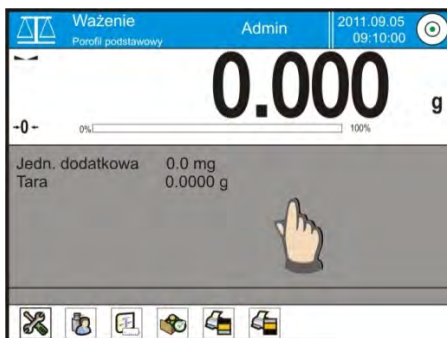 Ważenie
Porofil podstawowy
Admin
2011.09.05
09:10:00
0.000 g
→0←
0% 100%
Jedn. dodatkowa 0.0 mg
Tara 0.0000 g